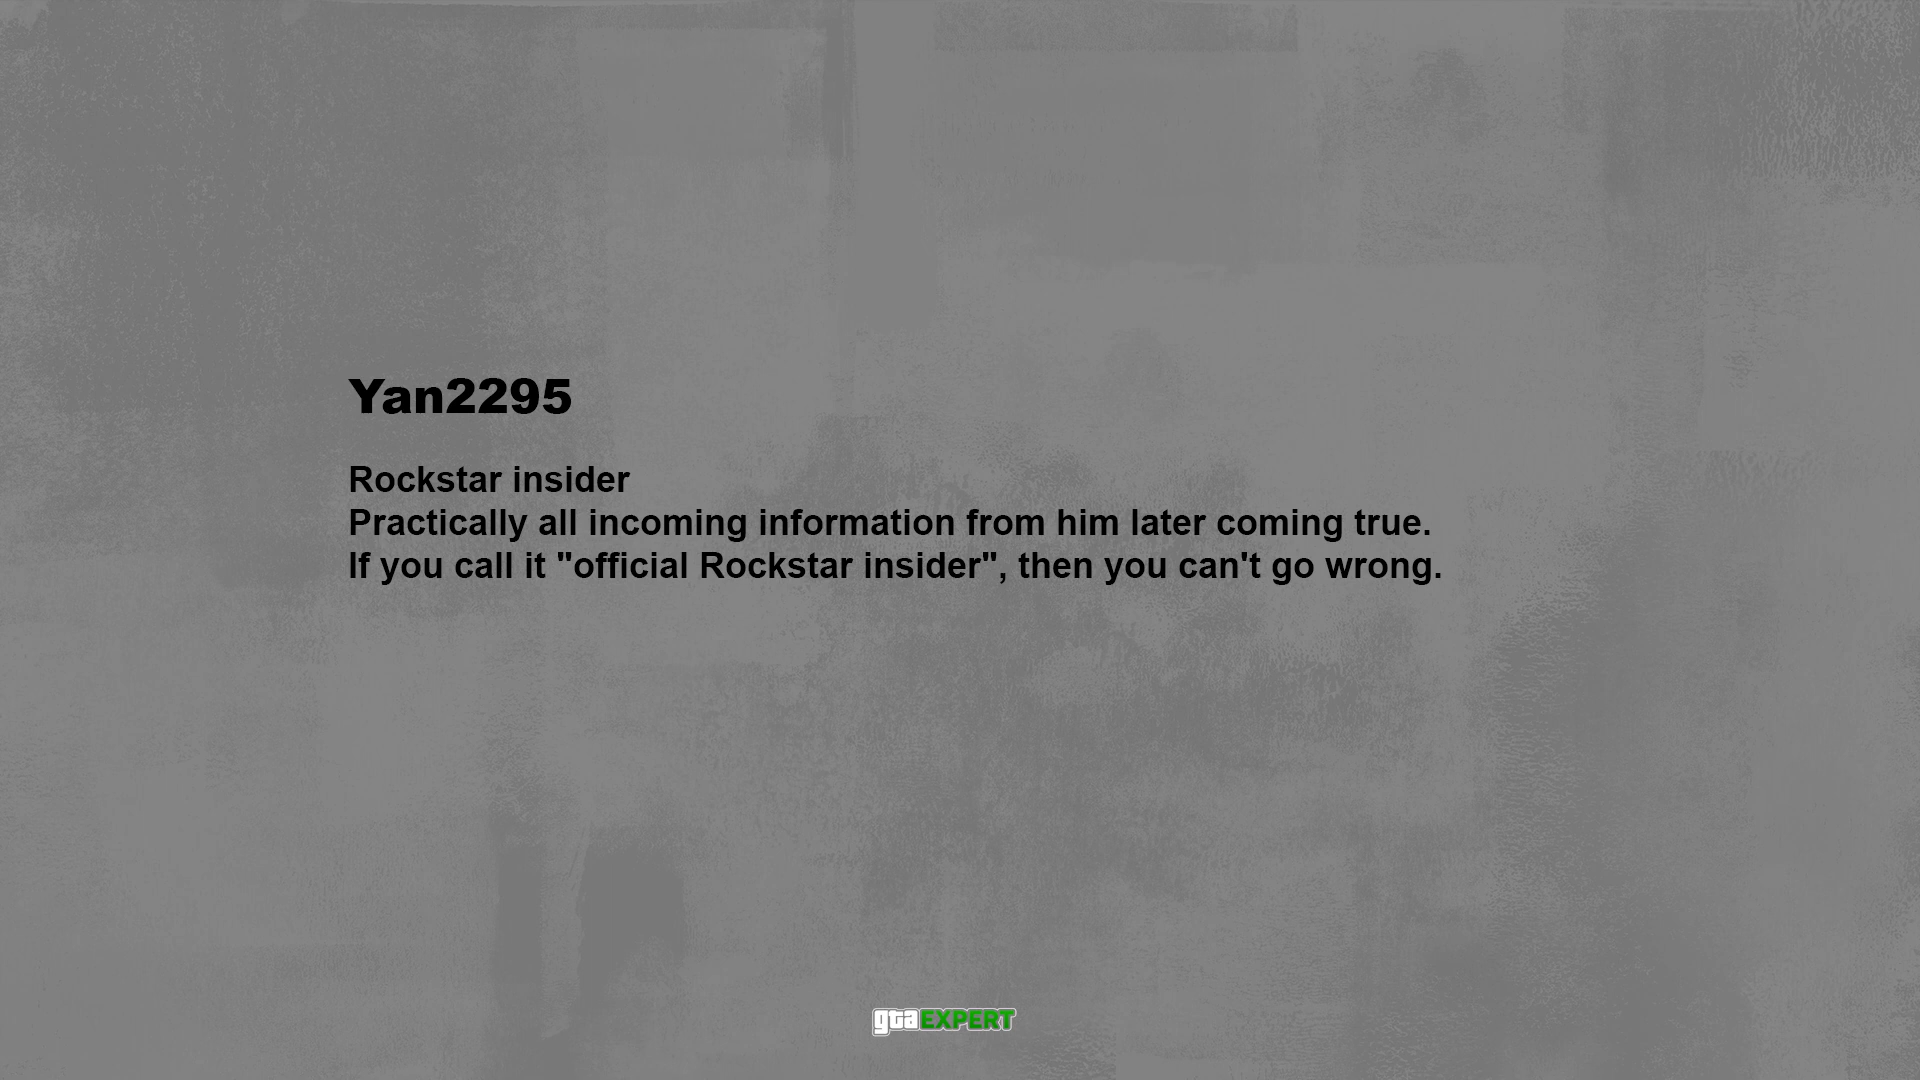 Yan2295
Rockstar insider
Practically all incoming information from him later coming true.
If you call it "official Rockstar insider", then you can't go wrong.
gtaEXPERT